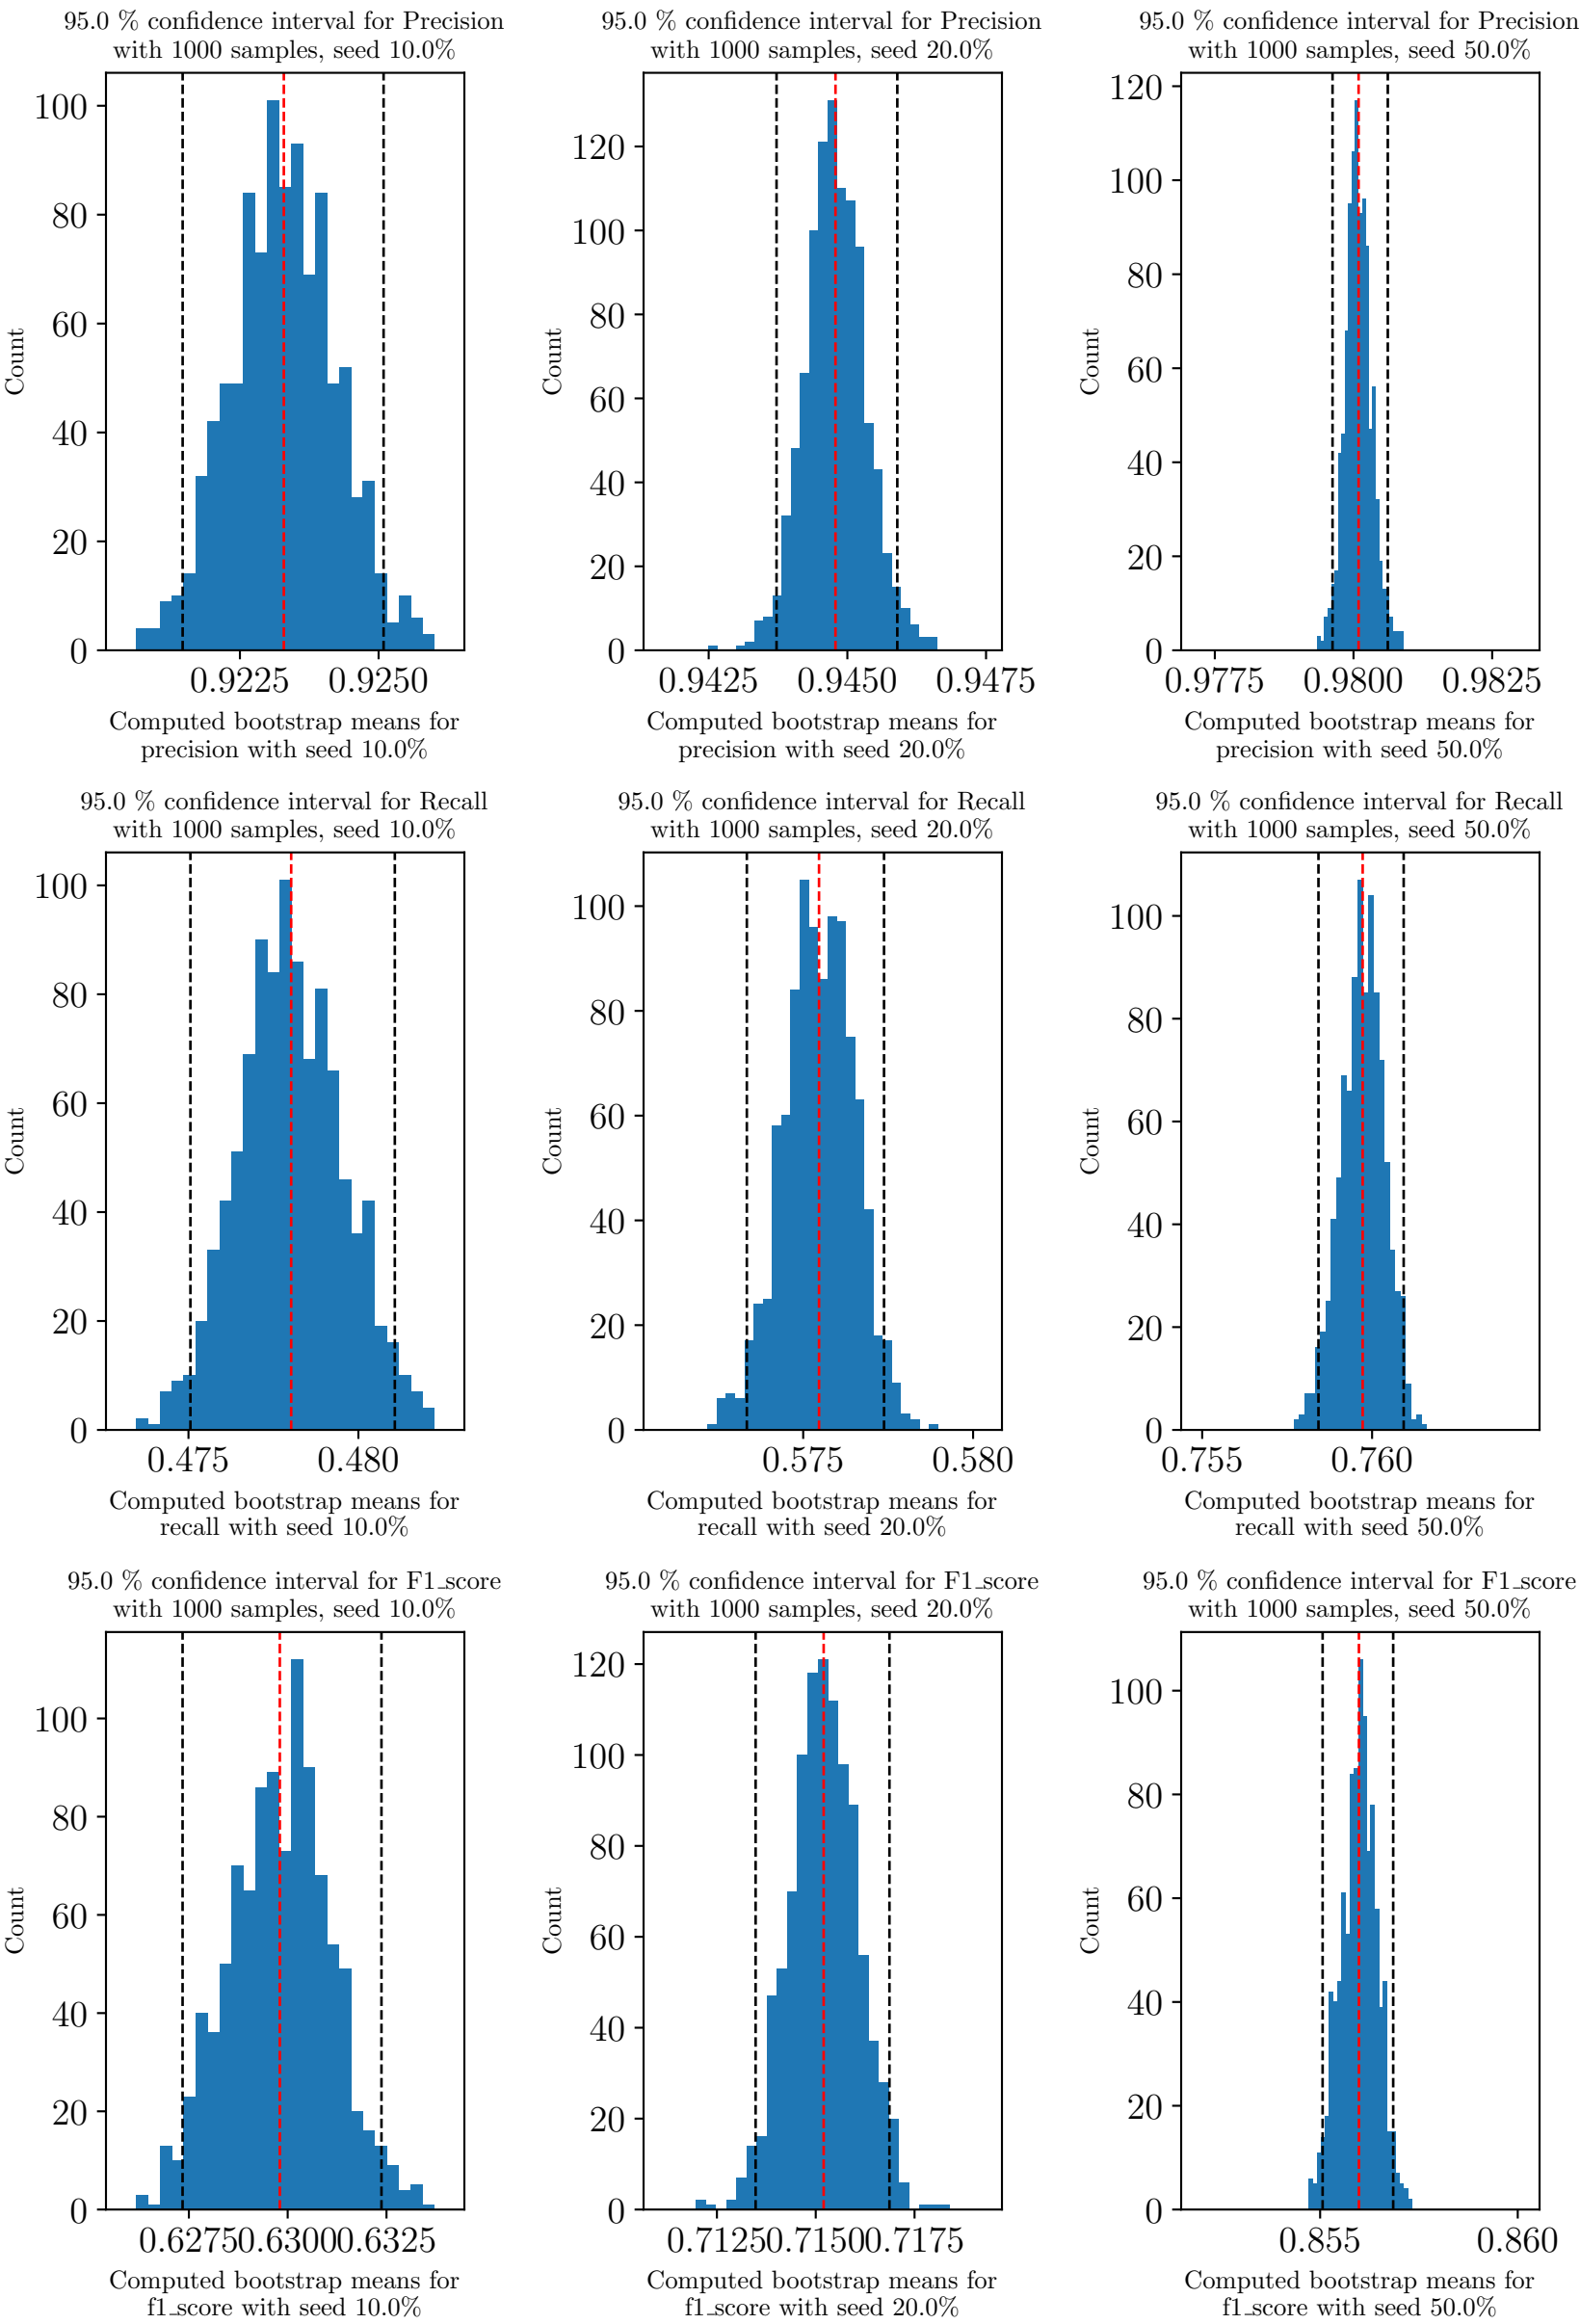 95.0 % confidence interval for Precision
with 1000 samples, seed 10.0%
100
80
60
40
20
0
Count
0.9225
0.9250
Computed bootstrap means for
precision with seed 10.0%
95.0 % confidence interval for Precision
with 1000 samples, seed 20.0%
120
100
80
60
40
20
0
Count
0.9425
0.9450
0.9475
Computed bootstrap means for
precision with seed 20.0%
95.0 % confidence interval for Precision
with 1000 samples, seed 50.0%
120
100
80
60
40
20
0
Count
0.9775
0.9800
0.9825
Computed bootstrap means for
precision with seed 50.0%
95.0 % confidence interval for Recall
with 1000 samples, seed 10.0%
100
80
60
40
20
0
Count
0.475
0.480
Computed bootstrap means for
recall with seed 10.0%
95.0 % confidence interval for Recall
with 1000 samples, seed 20.0%
100
80
60
40
20
0
Count
0.575
0.580
Computed bootstrap means for
recall with seed 20.0%
95.0 % confidence interval for Recall
with 1000 samples, seed 50.0%
100
80
60
40
20
0
Count
0.755
0.760
Computed bootstrap means for
recall with seed 50.0%
95.0 % confidence interval for F1_score
with 1000 samples, seed 10.0%
100
80
60
40
20
0
Count
0.6275
0.6300
0.6325
Computed bootstrap means for
f1_score with seed 10.0%
95.0 % confidence interval for F1_score
with 1000 samples, seed 20.0%
120
100
80
60
40
20
0
Count
0.7125
0.7150
0.7175
Computed bootstrap means for
f1_score with seed 20.0%
95.0 % confidence interval for F1_score
with 1000 samples, seed 50.0%
100
80
60
40
20
0
Count
0.855
0.860
Computed bootstrap means for
f1_score with seed 50.0%